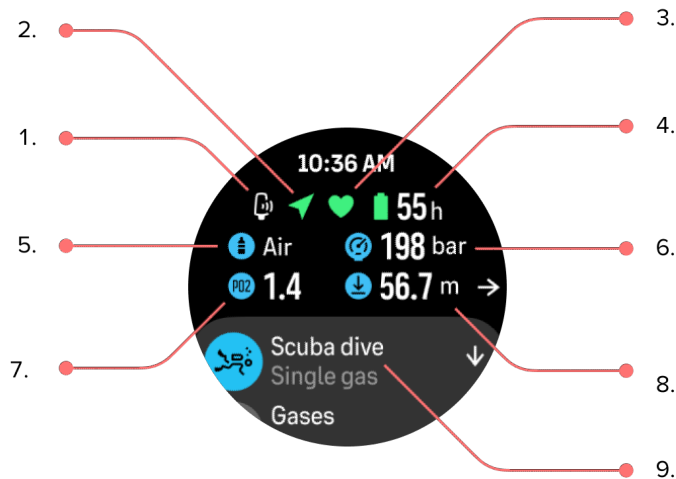 2.
3.
1.
4.
10:36 AM
55 h
5.
Air
198 bar
6.
PO2 1.4
56.7 m
7.
Scuba dive
Single gas
8.
Gases
9.